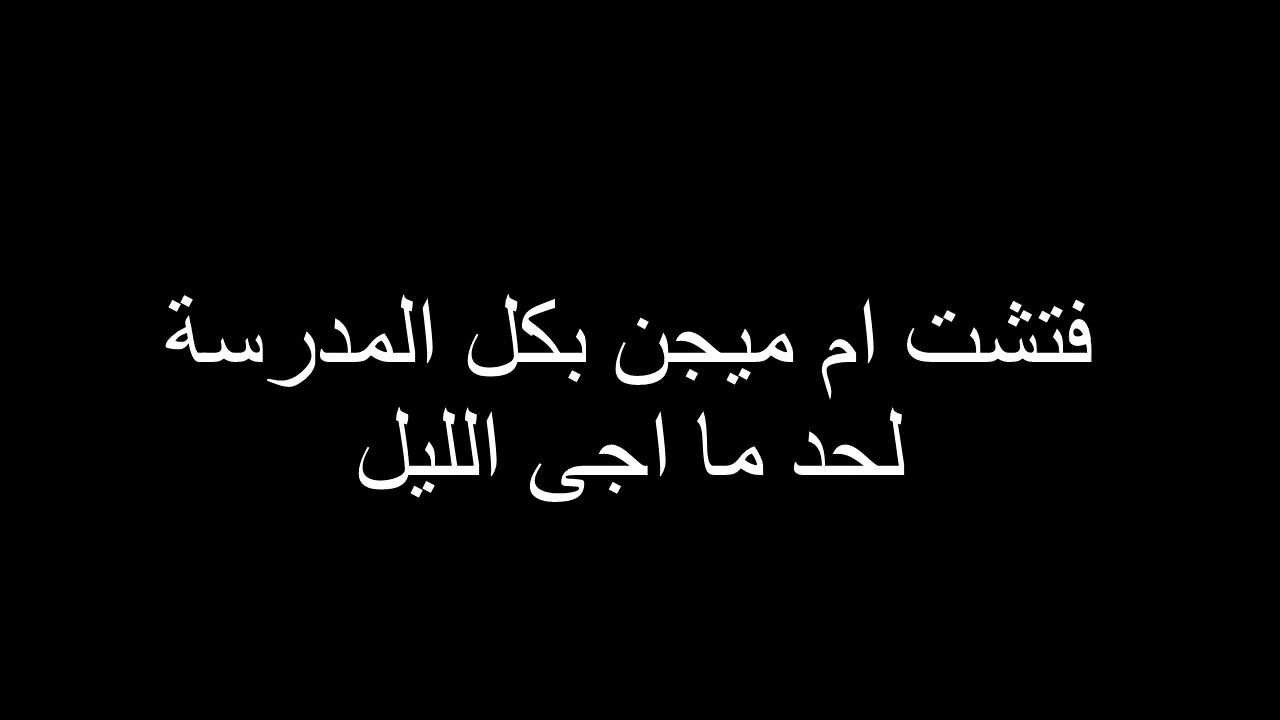 فتشت ام ميجن بكل المدرسة
لحد ما اجى الليل